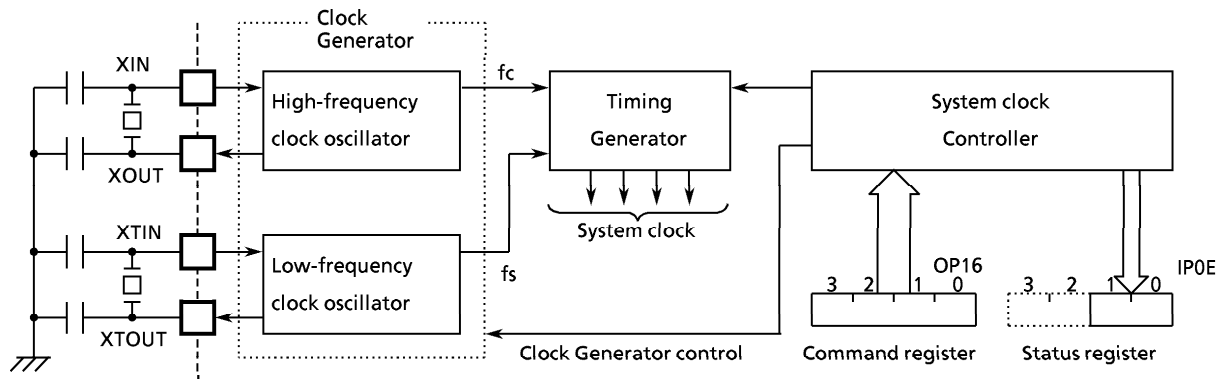 Clock
Generator
XIN
High-frequency
clock oscillator
XOUT
fc
Timing
Generator
System clock
Controller
System clock
XTIN
Low-frequency
clock oscillator
XTOUT
fs
OP16
3 2 1 0
IP0E
3 2 1 0
Clock Generator control
Command register
Status register